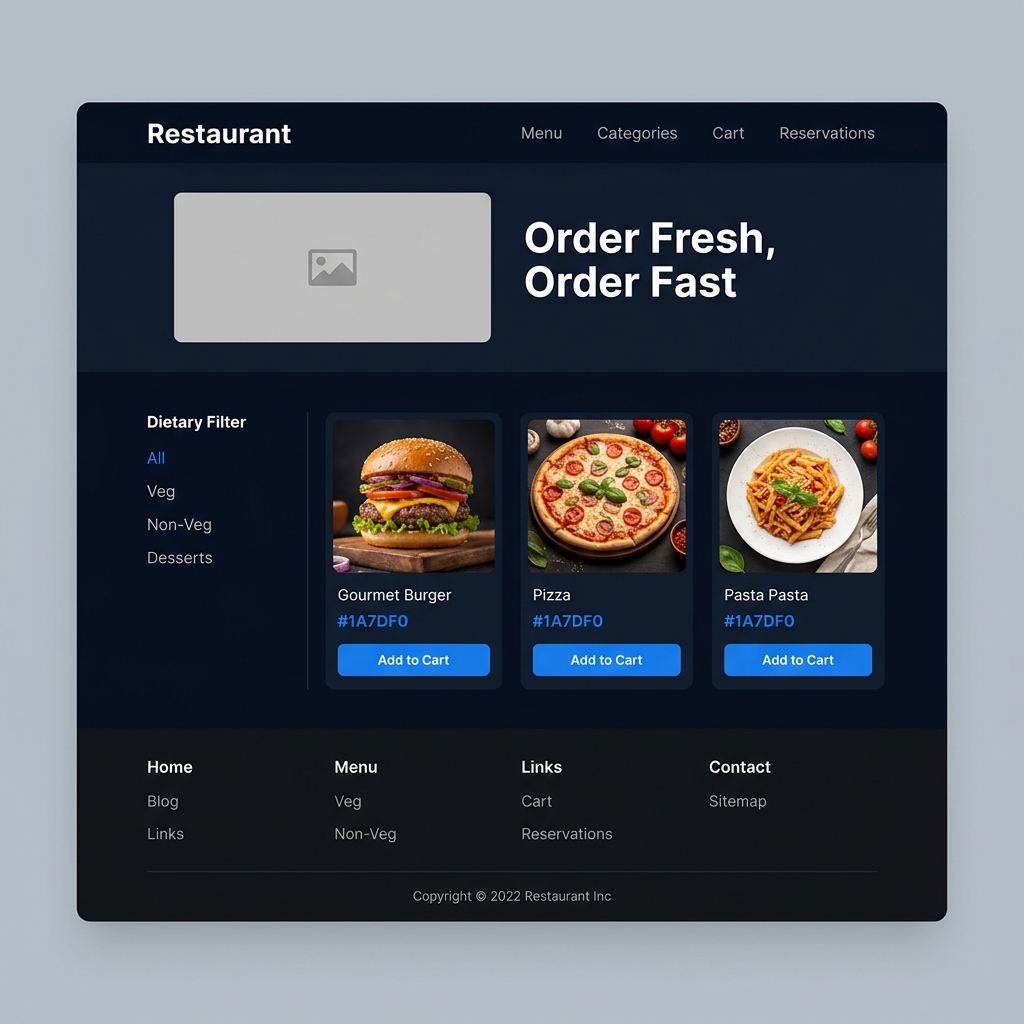 Restaurant
Menu
Categories
Cart
Reservations
Order Fresh,
Order Fast
Dietary Filter
All
Veg
Non-Veg
Desserts
Gourmet Burger
#1A7DF0
Add to Cart
Pizza
#1A7DF0
Add to Cart
Pasta Pasta
#1A7DF0
Add to Cart
Home
Blog
Links
Menu
Veg
Non-Veg
Links
Cart
Reservations
Contact
Sitemap
Copyright © 2022 Restaurant Inc